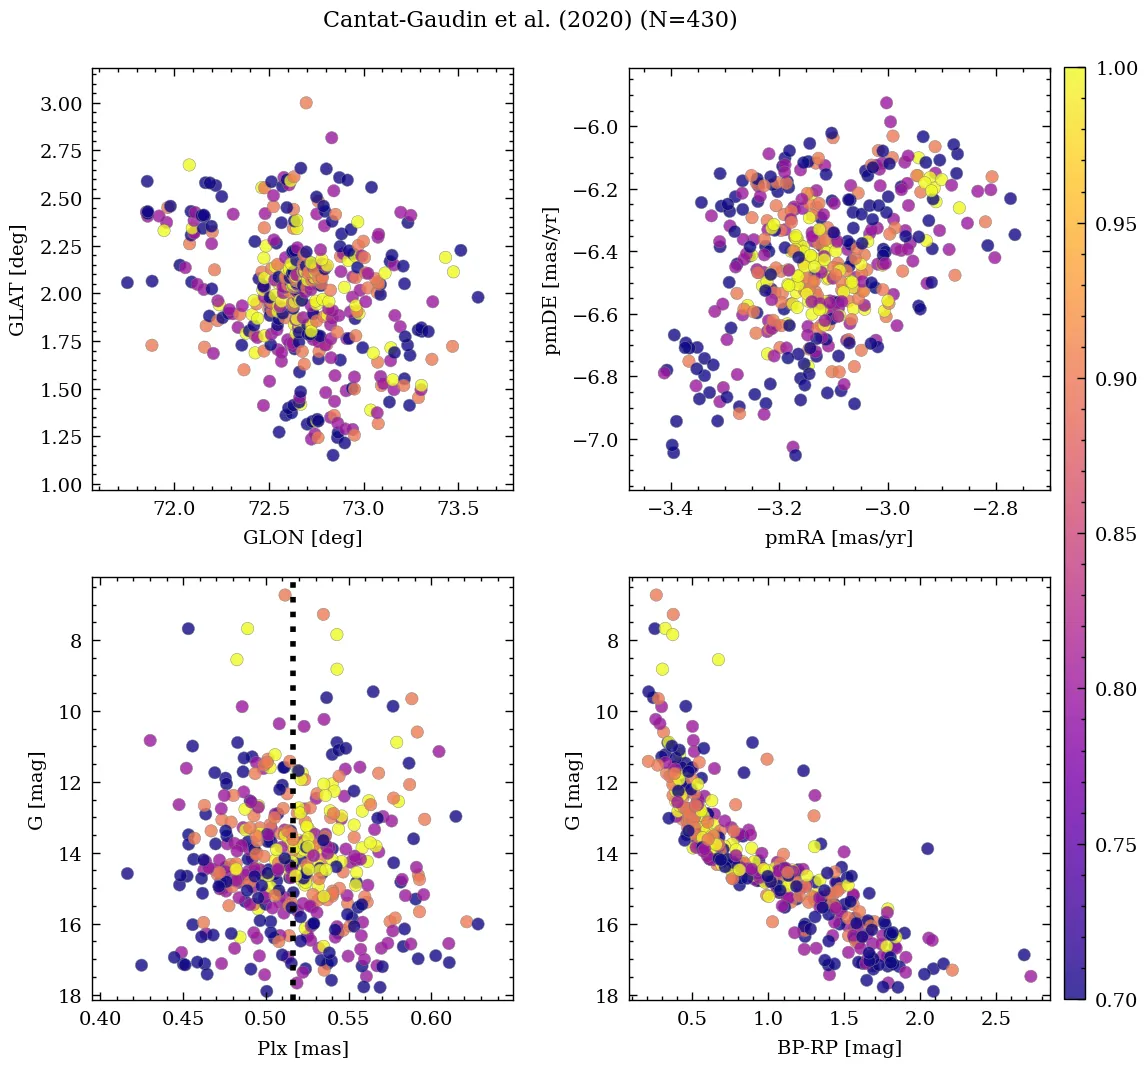 Cantat-Gaudin et al. (2020) (N=430)
3.00
2.75
2.50
2.25
2.00
1.75
1.50
1.25
1.00
GLAT [deg]
72.0 72.5 73.0 73.5
GLON [deg]
−6.0
−6.2
−6.4
−6.6
−6.8
−7.0
pmDE [mas/yr]
−3.4 −3.2 −3.0 −2.8
pmRA [mas/yr]
8
10
12
14
16
18
G [mag]
0.40 0.45 0.50 0.55 0.60
Plx [mas]
8
10
12
14
16
18
G [mag]
0.5 1.0 1.5 2.0 2.5
BP-RP [mag]
1.00
0.95
0.90
0.85
0.80
0.75
0.70